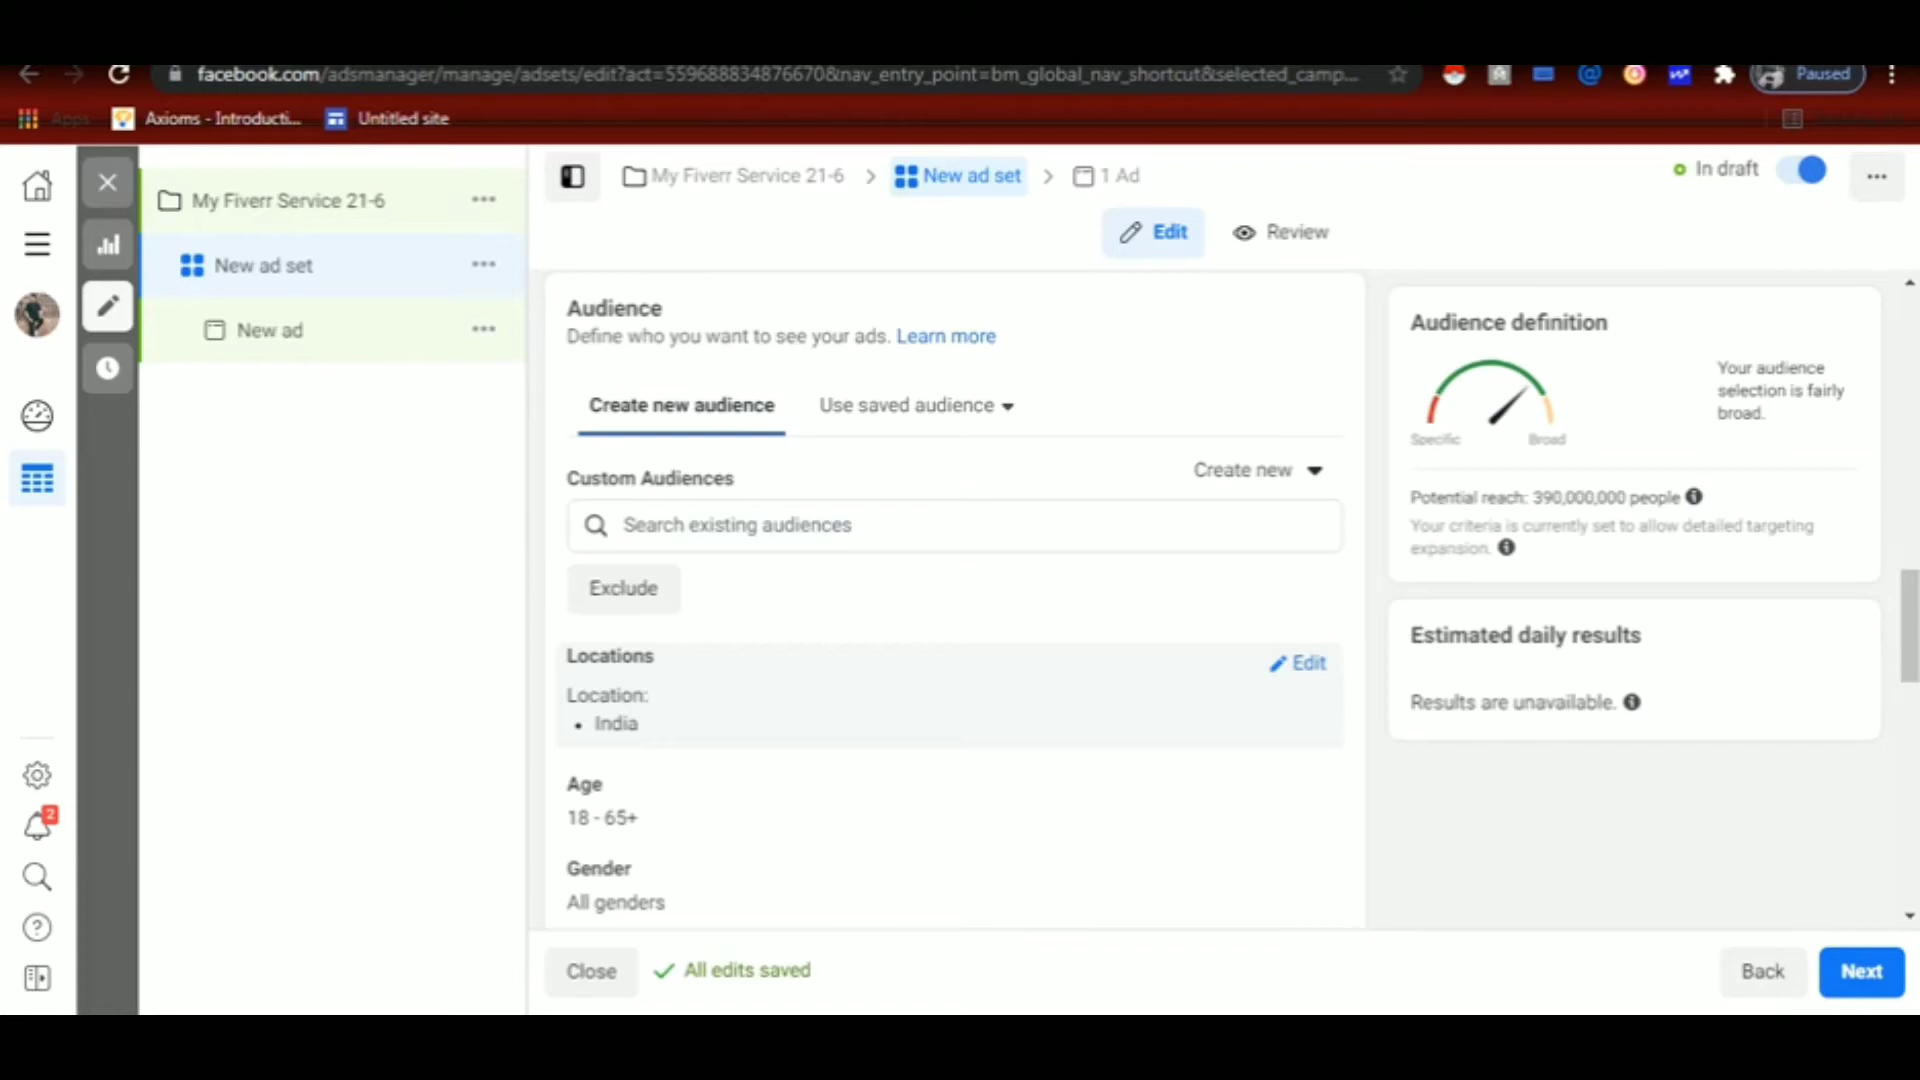 facebook.com/adsmanager/manage/adsets/edit?act=559688834876670&nav_entry_point=bm_global_nav_shortcut&selected_camp...
Paused
Apps
Axioms - Introducti...
Untitled site
My Fiverr Service 21-6
New ad set
1 Ad
In draft
Edit
Review
My Fiverr Service 21-6
New ad set
New ad
Audience
Define who you want to see your ads. Learn more
Create new audience
Use saved audience
Custom Audiences
Create new
Search existing audiences
Exclude
Locations
Edit
Location:
• India
Age
18 - 65+
Gender
All genders
Audience definition
Your audience
selection is fairly
broad.
Specific
Broad
Potential reach: 390,000,000 people
Your criteria is currently set to allow detailed targeting
expansion.
Estimated daily results
Results are unavailable.
2
Close
All edits saved
Back
Next